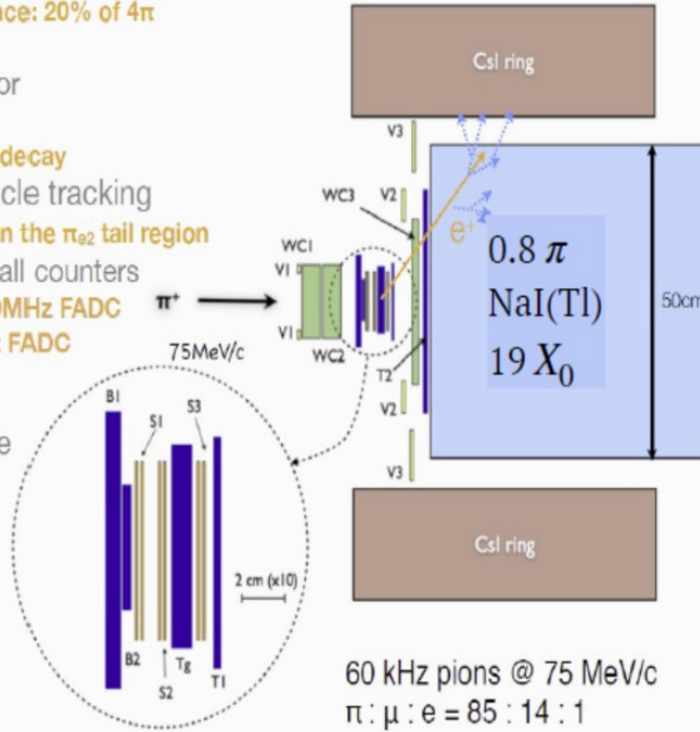 nce: 20% of 4π
or
decay
cle tracking
n the πe2 tail region
all counters
0MHz FADC
z FADC
e
CsI ring
V3
V2
WC3
WC1
V1
π+
V1
WC2
75MeV/c
T2
V2
V3
e+
0.8 π
NaI(Tl)
19 X0
50cm
B1
S1
S3
2 cm (x10)
B2
S2
Tg
T1
CsI ring
60 kHz pions @ 75 MeV/c
π : μ : e = 85 : 14 : 1